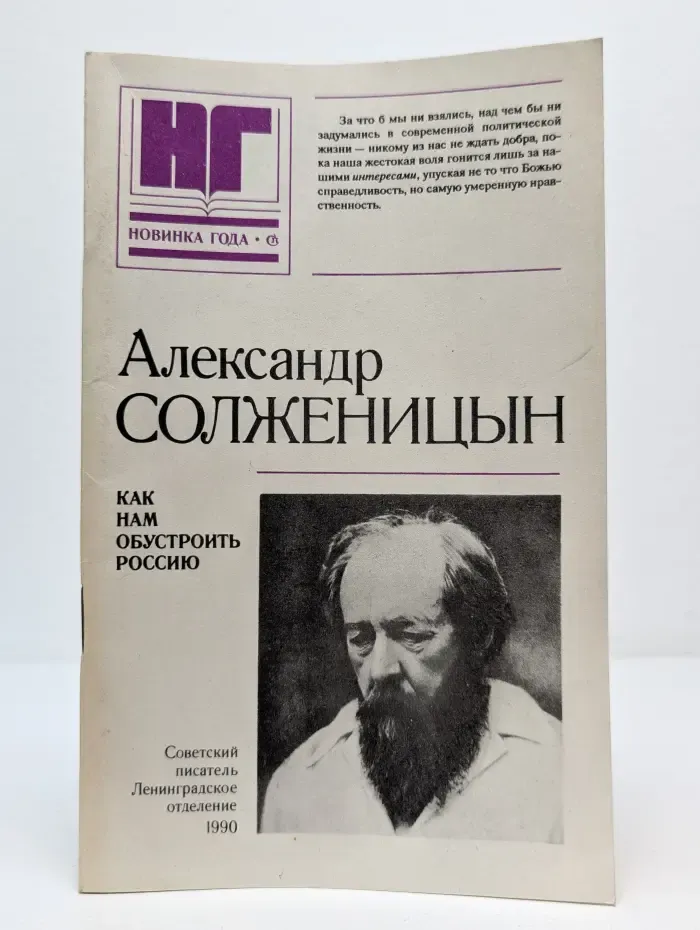 НГ
НОВИНКА ГОДА •
За что б мы ни взялись, над чем бы ни
задумались в современной политической
жизни — никому из нас не ждать добра, по-
ка наша жестокая воля гонится лишь за на-
шими интересами, упуская не то что Божью
справедливость, но самую умеренную нрав-
ственность.
Александр
СОЛЖЕНИЦЫН
КАК
НАМ
ОБУСТРОИТЬ
РОССИЮ
Советский
писатель
Ленинградское
отделение
1990